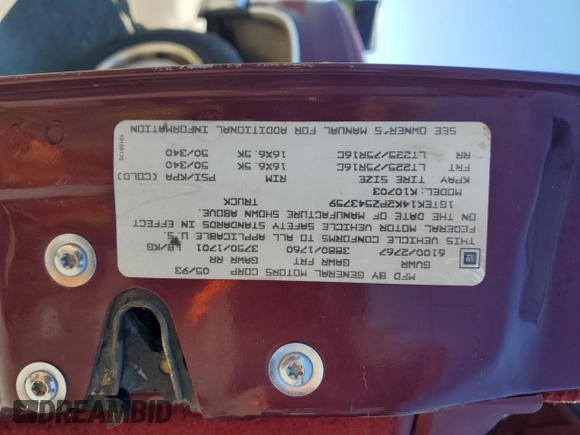 MFD BY GENERAL MOTORS CORP
05/93
GVWR GAWR FRT GAWR RR
6100/2767 3880/1760 3750/1701 LB/KG
THIS VEHICLE CONFORMS TO ALL APPLICABLE U.S.
FEDERAL MOTOR VEHICLE SAFETY STANDARDS IN EFFECT
ON THE DATE OF MANUFACTURE SHOWN ABOVE.
1GTEK14K2PZ543759 TRUCK
MODEL: K10703
KPAY TIRE SIZE RIM PSI/KPA (COLD)
FRT LT225/75R16C 16X6.5K 50/340
RR LT225/75R16C 16X6.5K 50/340
SEE OWNER'S MANUAL FOR ADDITIONAL INFORMATION
GM
DREAMBID